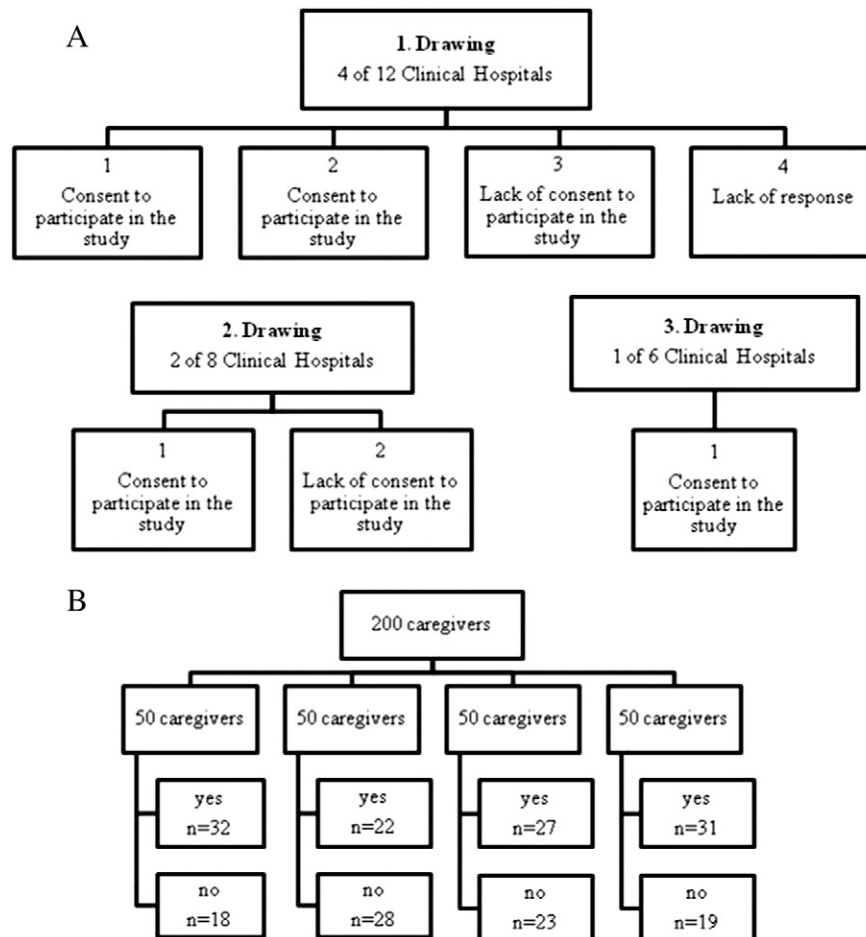 A
1. Drawing
4 of 12 Clinical Hospitals
1
Consent to
participate in the
study
2
Consent to
participate in the
study
3
Lack of consent to
participate in the
study
4
Lack of response
2. Drawing
2 of 8 Clinical Hospitals
1
Consent to
participate in the
study
2
Lack of consent to
participate in the
study
3. Drawing
1 of 6 Clinical Hospitals
1
Consent to
participate in the
study
B
200 caregivers
50 caregivers
50 caregivers
50 caregivers
50 caregivers
yes
n=32
yes
n=22
yes
n=27
yes
n=31
no
n=18
no
n=28
no
n=23
no
n=19